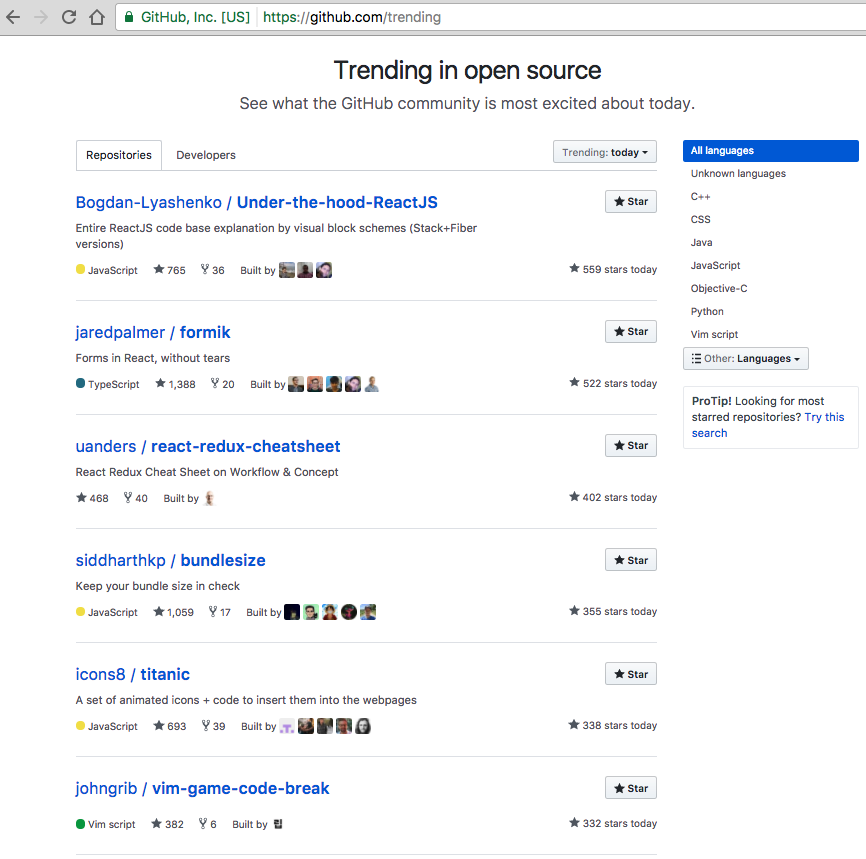 GitHub, Inc. [US] https://github.com/trending
Trending in open source
See what the GitHub community is most excited about today.
Repositories Developers Trending: today
Bogdan-Lyashenko / Under-the-hood-ReactJS Star
Entire ReactJS code base explanation by visual block schemes (Stack+Fiber
versions)
JavaScript 765 36 Built by 559 stars today
jaredpalmer / formik Star
Forms in React, without tears
TypeScript 1,388 20 Built by 522 stars today
uanders / react-redux-cheatsheet Star
React Redux Cheat Sheet on Workflow & Concept
468 40 Built by 402 stars today
siddharthkp / bundlesize Star
Keep your bundle size in check
JavaScript 1,059 17 Built by 355 stars today
icons8 / titanic Star
A set of animated icons + code to insert them into the webpages
JavaScript 693 39 Built by 338 stars today
johngrib / vim-game-code-break Star
Vim script 382 6 Built by 332 stars today
All languages
Unknown languages
C++
CSS
Java
JavaScript
Objective-C
Python
Vim script
Other: Languages
ProTip! Looking for most
starred repositories? Try this
search